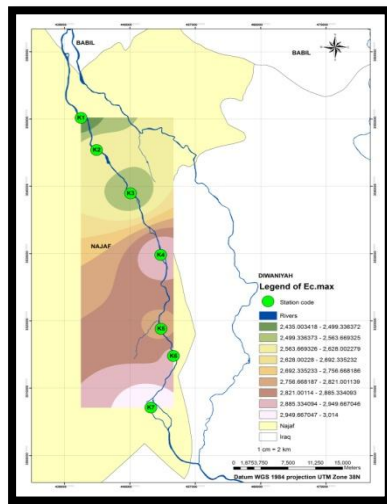 BABIL
BABIL
K1
K2
K3
NAJAF
K4
K5
K6
K7
DIWANIYAH
Legend of Ec.max
Station code
Rivers
2,435.003418 - 2,499.336372
2,499.336373 - 2,563.669325
2,563.669326 - 2,628.002279
2,628.00228 - 2,692.335232
2,692.335233 - 2,756.668186
2,756.668187 - 2,821.001139
2,821.00114 - 2,885.334093
2,885.334094 - 2,949.667046
2,949.667047 - 3,014
Najaf
Iraq
1 cm = 2 km
0 1,875 3,750 7,500 11,250 15,000
Meters
Datum WGS 1984 projection UTM Zone 38N